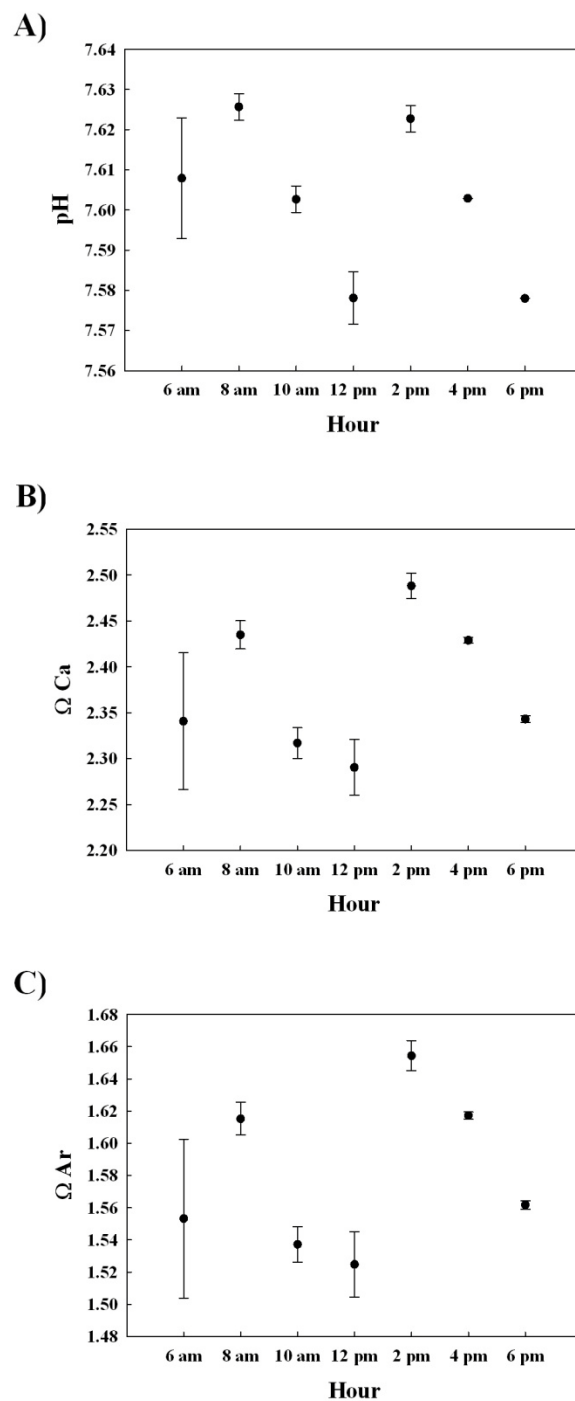 A)
7.64
7.63
7.62
7.61
7.60
7.59
7.58
7.57
7.56
pH
6 am 8 am 10 am 12 pm 2 pm 4 pm 6 pm
Hour
B)
2.55
2.50
2.45
2.40
2.35
2.30
2.25
2.20
Ω Ca
6 am 8 am 10 am 12 pm 2 pm 4 pm 6 pm
Hour
C)
1.68
1.66
1.64
1.62
1.60
1.58
1.56
1.54
1.52
1.50
1.48
Ω Ar
6 am 8 am 10 am 12 pm 2 pm 4 pm 6 pm
Hour